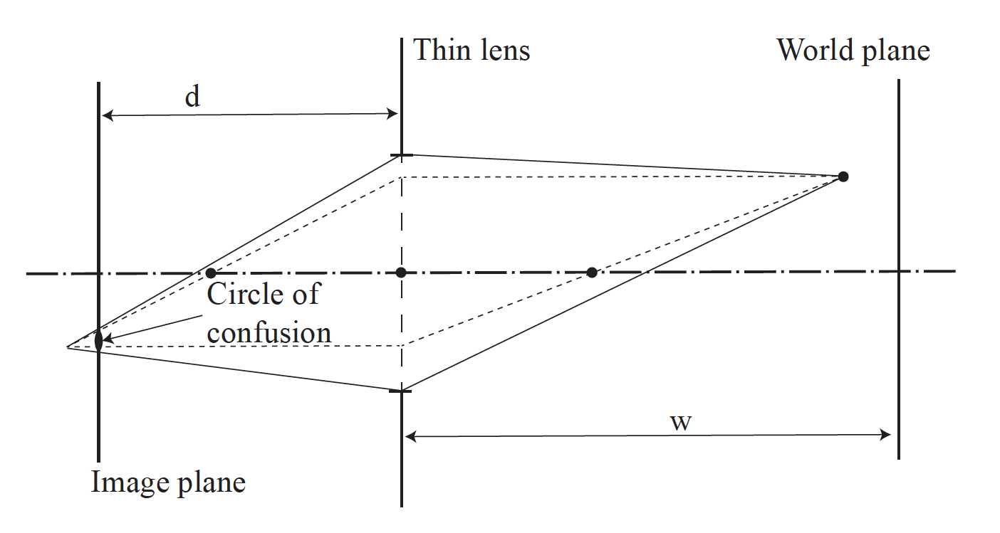 Thin lens
World plane
d
Circle of
confusion
w
Image plane